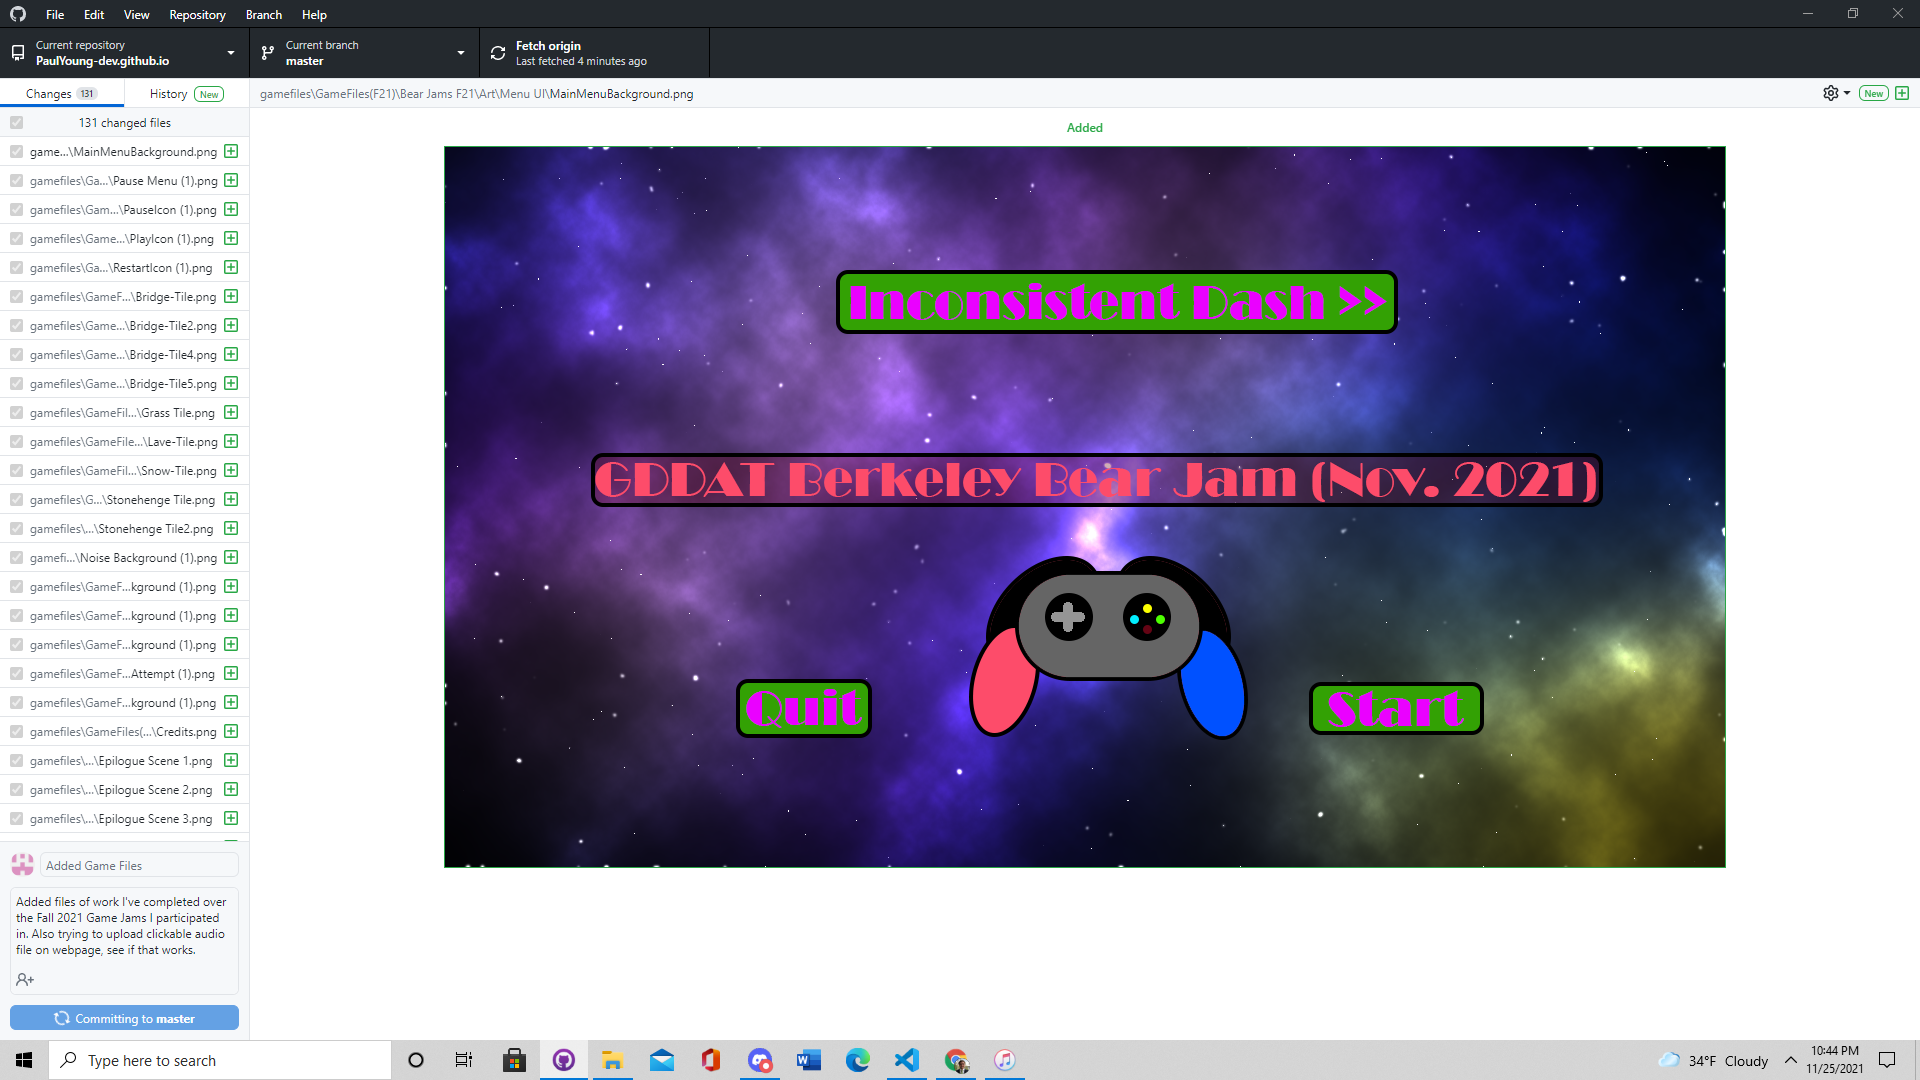 File Edit View Repository Branch Help
Current repository
PaulYoung-dev.github.io
Current branch
master
Fetch origin
Last fetched 4 minutes ago
Changes 131 History New
gamefiles\GameFiles(F21)\Bear Jams F21\Art\Menu UI\MainMenuBackground.png
New
131 changed files
Added
game...\MainMenuBackground.png
gamefiles\Ga...\Pause Menu (1).png
gamefiles\Gam...\PauseIcon (1).png
gamefiles\Game...\PlayIcon (1).png
gamefiles\Ga...\RestartIcon (1).png
gamefiles\GameF...\Bridge-Tile.png
gamefiles\Game...\Bridge-Tile2.png
gamefiles\Game...\Bridge-Tile4.png
gamefiles\Game...\Bridge-Tile5.png
gamefiles\GameFil...\Grass Tile.png
gamefiles\GameFile...\Lave-Tile.png
gamefiles\GameFil...\Snow-Tile.png
gamefiles\G...\Stonehenge Tile.png
gamefiles\...\Stonehenge Tile2.png
gamefi...\Noise Background (1).png
gamefiles\GameF...kground (1).png
gamefiles\GameF...kground (1).png
gamefiles\GameF...kground (1).png
gamefiles\GameF...Attempt (1).png
gamefiles\GameF...kground (1).png
gamefiles\GameFiles(...\Credits.png
gamefiles\...\Epilogue Scene 1.png
gamefiles\...\Epilogue Scene 2.png
gamefiles\...\Epilogue Scene 3.png
Inconsistent Dash >>
GDDAT Berkeley Bear Jam (Nov. 2021)
Quit
Start
Added Game Files
Added files of work I've completed over
the Fall 2021 Game Jams I participated
in. Also trying to upload clickable audio
file on webpage, see if that works.
Committing to master
Type here to search
34°F Cloudy
10:44 PM
11/25/2021